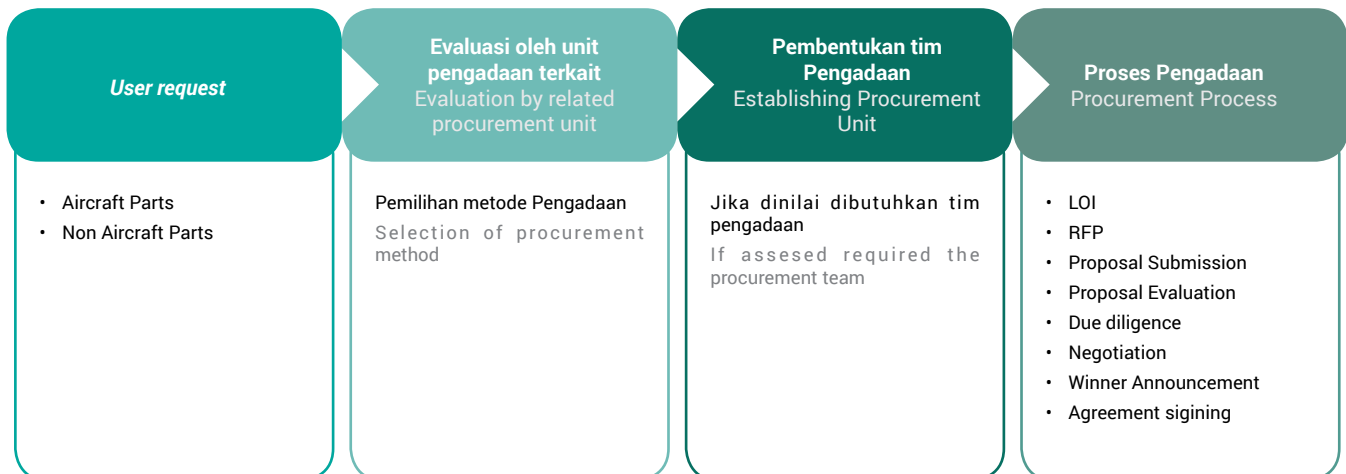 User request
• Aircraft Parts
• Non Aircraft Parts
Evaluasi oleh unit
pengadaan terkait
Evaluation by related
procurement unit
Pemilihan metode Pengadaan
Selection of procurement
method
Pembentukan tim
Pengadaan
Establishing Procurement
Unit
Jika dinilai dibutuhkan tim
pengadaan
If assesed required the
procurement team
Proses Pengadaan
Procurement Process
• LOI
• RFP
• Proposal Submission
• Proposal Evaluation
• Due diligence
• Negotiation
• Winner Announcement
• Agreement sigining